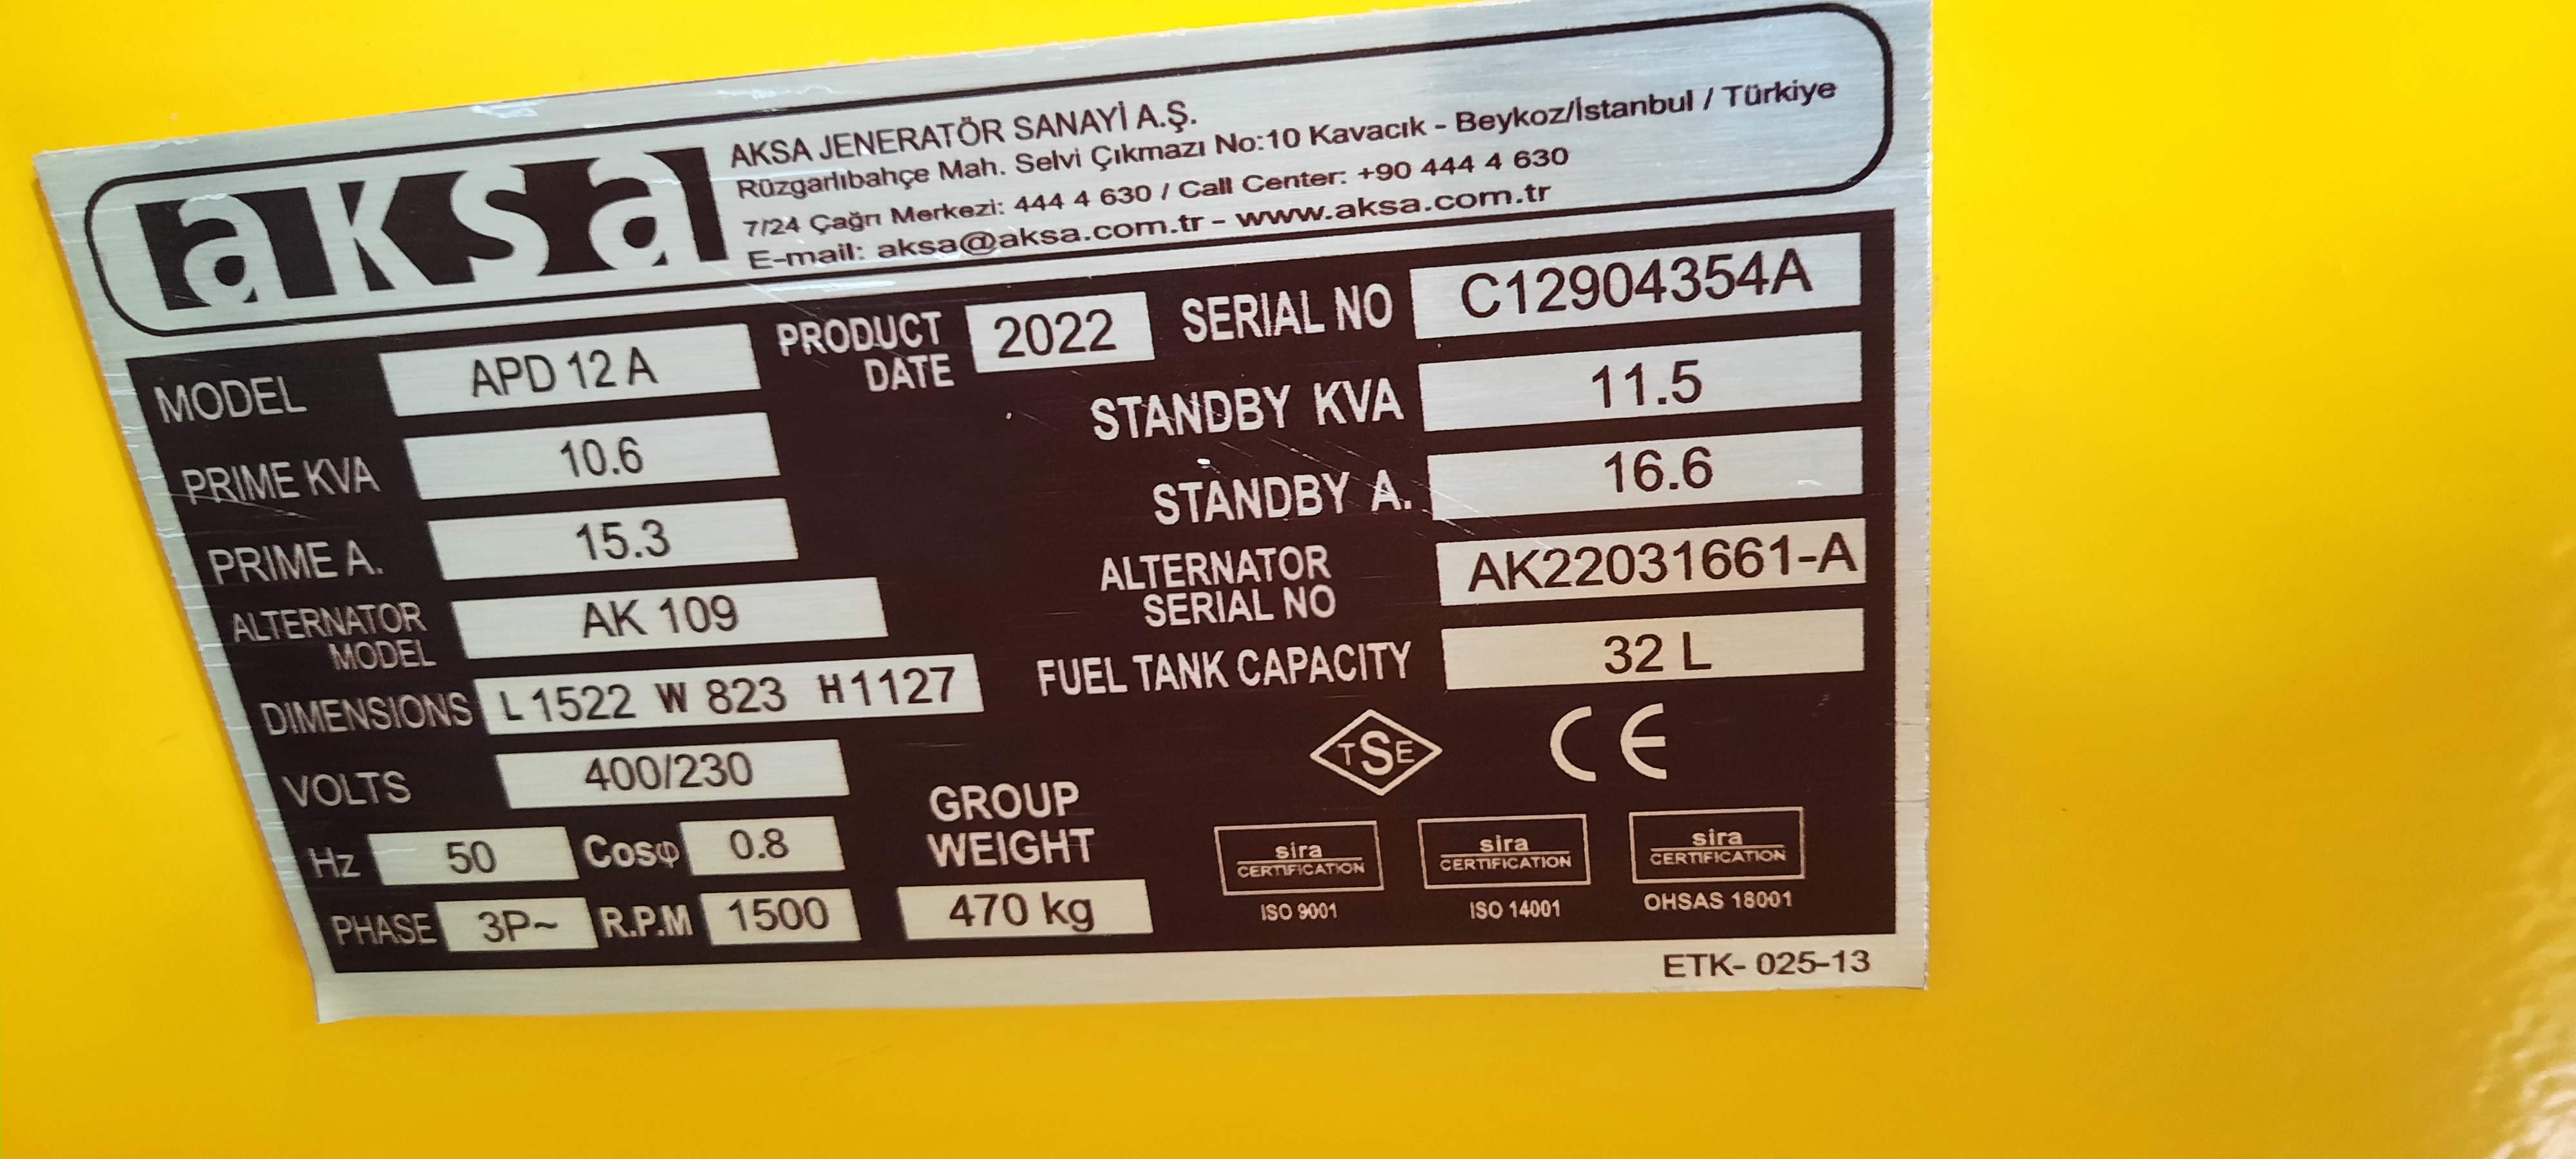 aksa
AKSA JENERATÖR SANAYİ A.Ş.
Rüzgarlıbahçe Mah. Selvi Çıkmazı No:10 Kavacık - Beykoz/İstanbul / Türkiye
7/24 Çağrı Merkezi: 444 4 630 / Call Center: +90 444 4 630
E-mail: aksa@aksa.com.tr - www.aksa.com.tr
MODEL APD 12 A
PRODUCT DATE 2022
SERIAL NO C12904354A
PRIME KVA 10.6
STANDBY KVA 11.5
PRIME A. 15.3
STANDBY A. 16.6
ALTERNATOR MODEL AK 109
ALTERNATOR SERIAL NO AK22031661-A
DIMENSIONS L 1522 W 823 H 1127
FUEL TANK CAPACITY 32 L
VOLTS 400/230
TSE CE
Hz 50 Cosφ 0.8
GROUP WEIGHT
470 kg
PHASE 3P~ R.P.M 1500
sira CERTIFICATION ISO 9001
sira CERTIFICATION ISO 14001
sira CERTIFICATION OHSAS 18001
ETK- 025-13